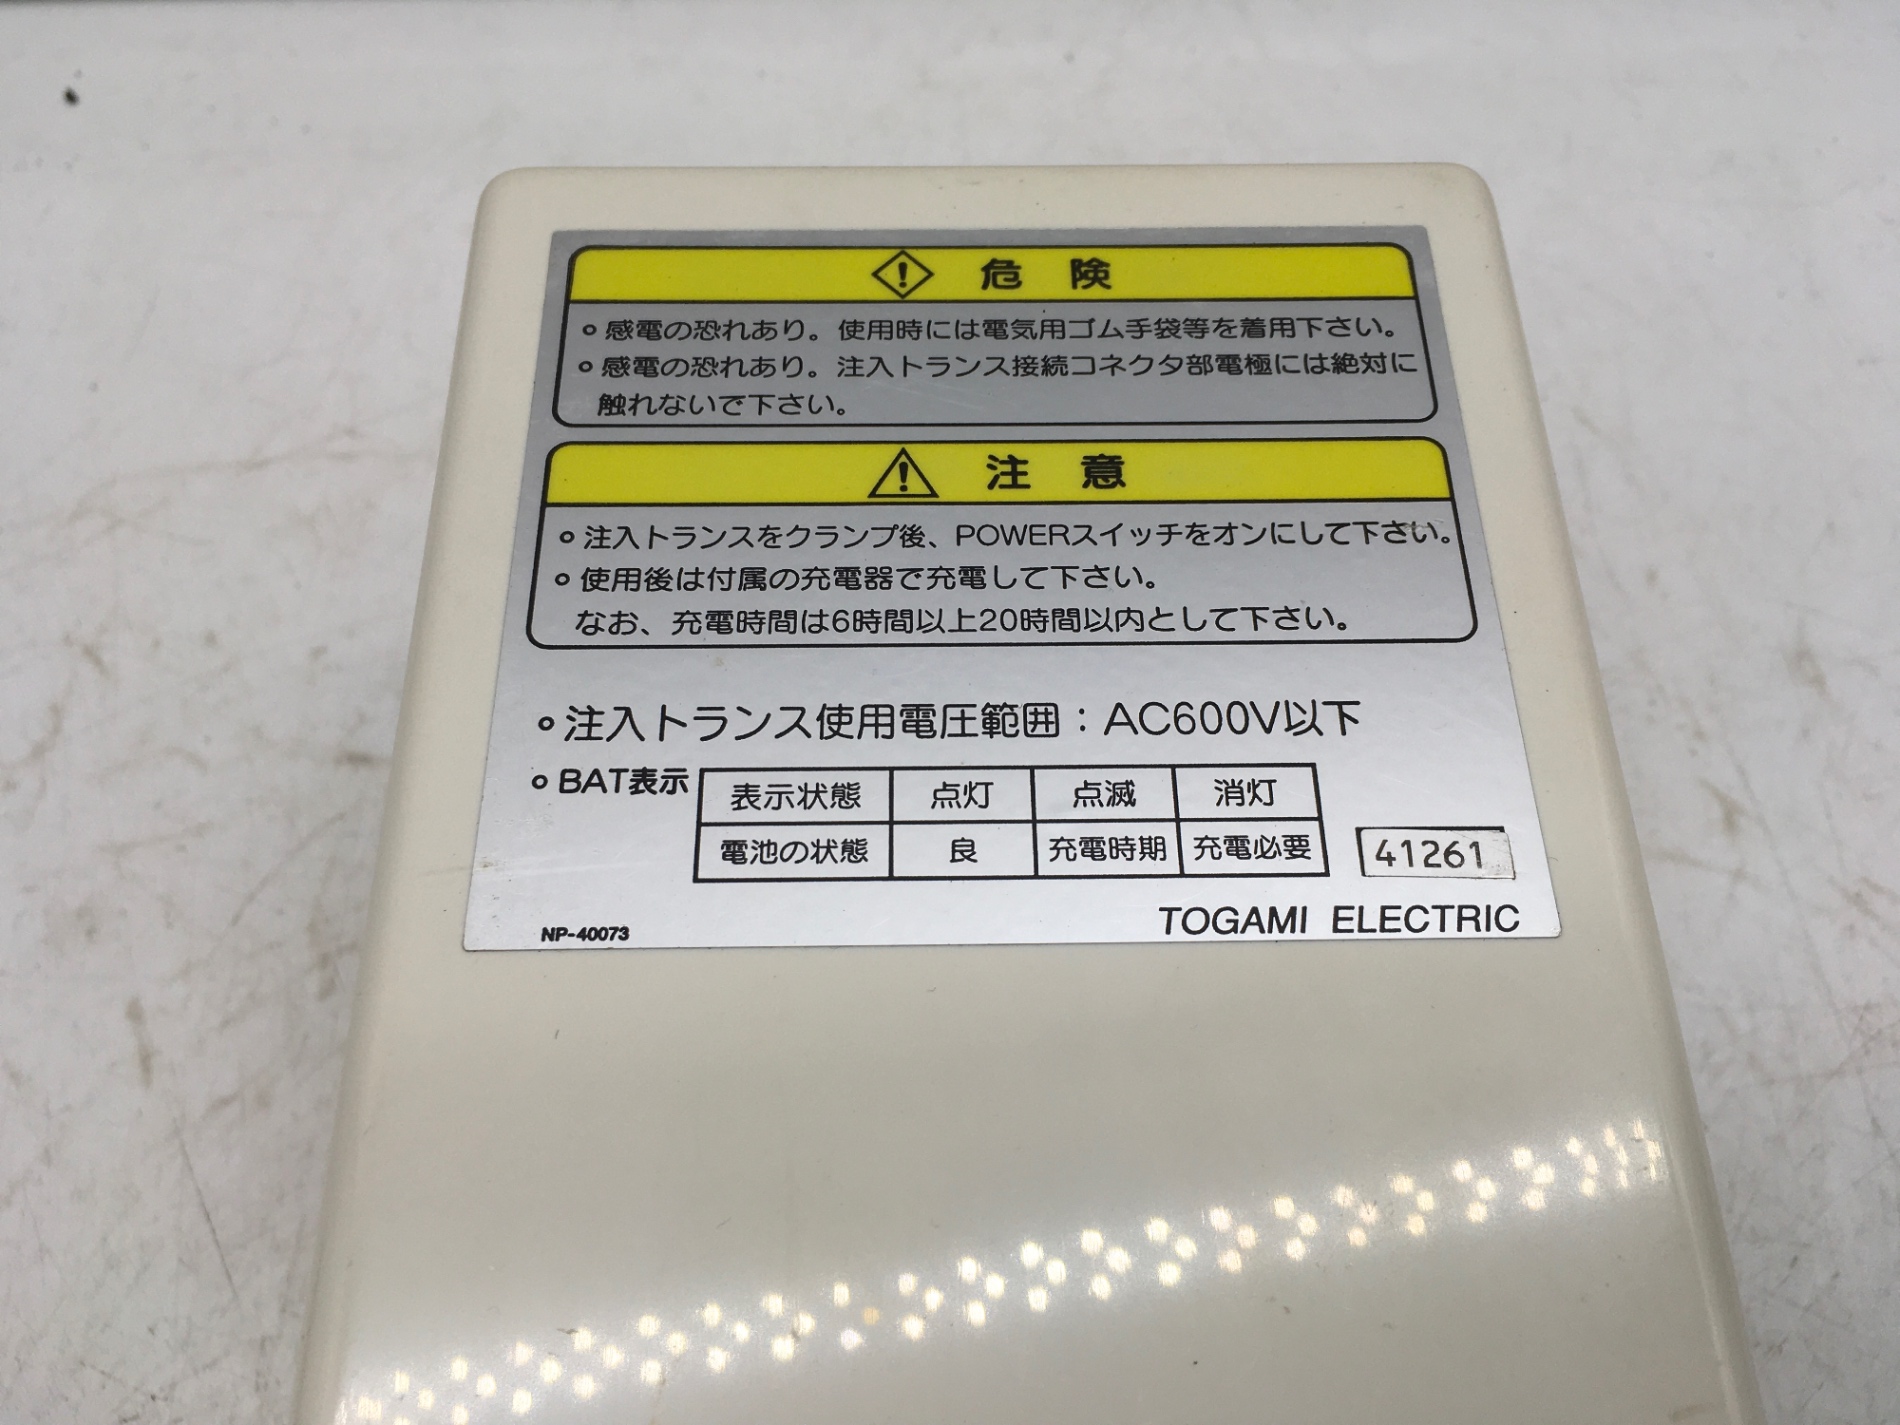 危険
感電の恐れあり。使用時には電気用ゴム手袋等を着用下さい。
感電の恐れあり。注入トランス接続コネクタ部電極には絶対に
触れないで下さい。
注意
注入トランスをクランプ後、POWERスイッチをオンにして下さい。
使用後は付属の充電器で充電して下さい。
なお、充電時間は6時間以上20時間以内として下さい。
注入トランス使用電圧範囲：AC600V以下
BAT表示
表示状態 点灯 点滅 消灯
電池の状態 良 充電時期 充電必要
41261
NP-40073
TOGAMI ELECTRIC